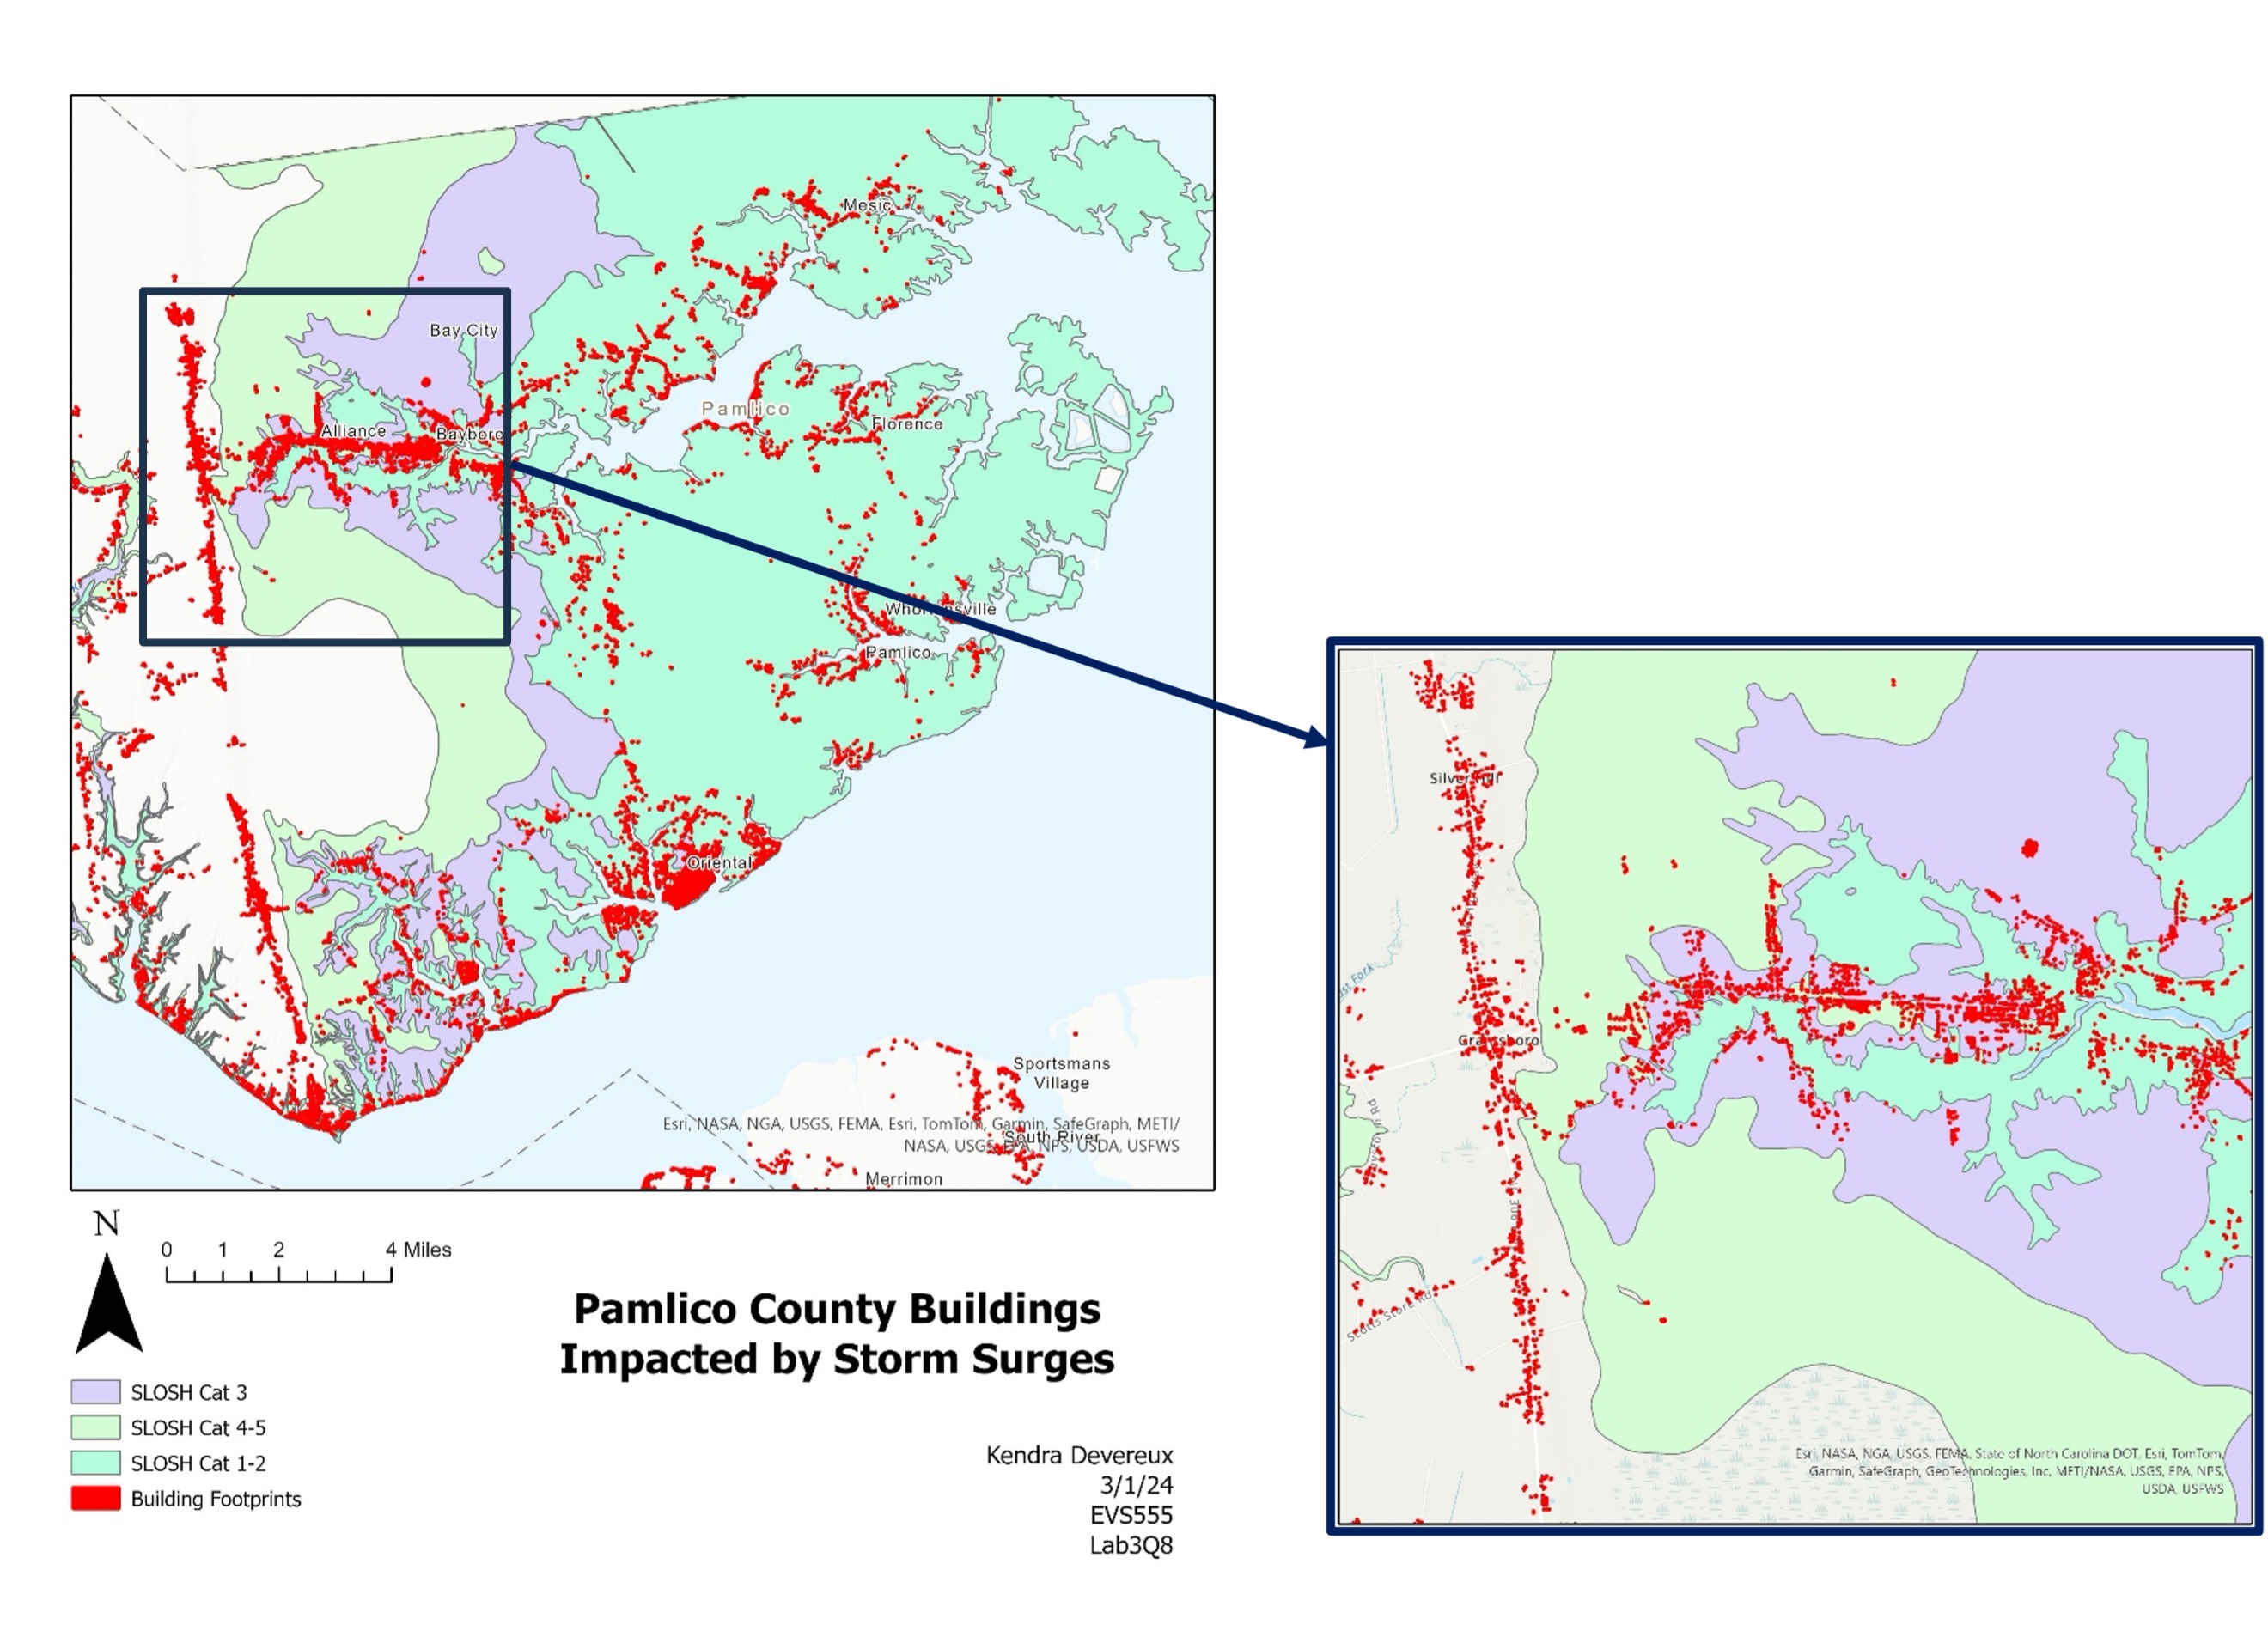 Mesic
Bay City
Pamlico
Florence
Alliance
Bayboro
Pamlico
Oriental
Sportsmans
Village
Esri, NASA, NGA, USGS, FEMA, Esri, TomTom, Garmin, SafeGraph, METI/
South River
NASA, USGS, EPA, NPS, USDA, USFWS
Merrimon
N
0 1 2 4 Miles
Pamlico County Buildings
Impacted by Storm Surges
SLOSH Cat 3
SLOSH Cat 4-5
SLOSH Cat 1-2
Building Footprints
Kendra Devereux
3/1/24
EVS555
Lab3Q8
Scotts Store Rd
Esri, NASA, NGA, USGS, FEMA, State of North Carolina DOT, Esri, TomTom,
Garmin, SafeGraph, GeoTechnologies, Inc, METI/NASA, USGS, EPA, NPS,
USDA, USFWS